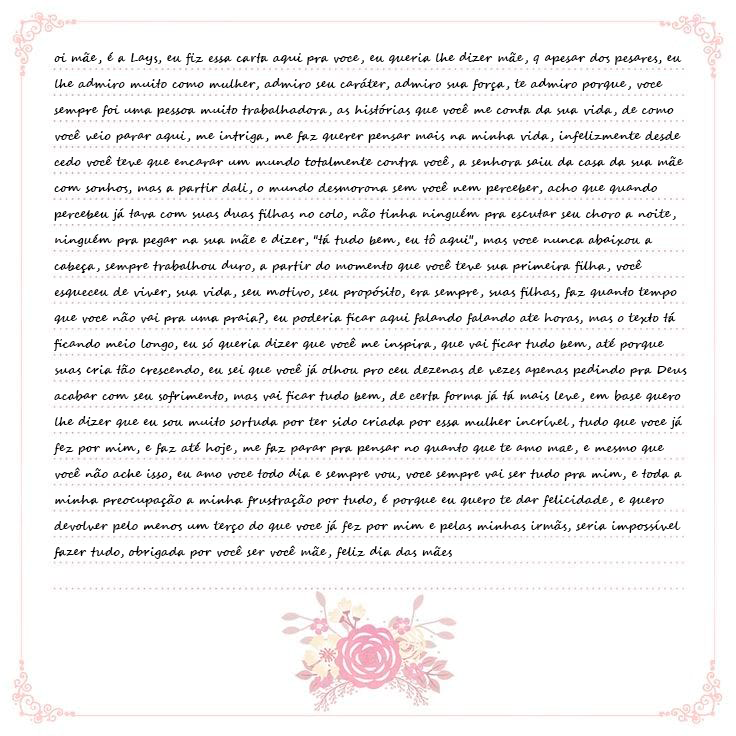 oi mãe, é a Lays, eu fiz essa carta aqui pra voce, eu queria lhe dizer mãe, q apesar dos pesares, eu
lhe admiro muito como mulher, admiro seu caráter, admiro sua força, te admiro porque, voce
sempre foi uma pessoa muito trabalhadora, as histórias que você me conta da sua vida, de como
você veio parar aqui, me intriga, me faz querer pensar mais na minha vida, infelizmente desde
cedo você teve que encarar um mundo totalmente contra você, a senhora saiu da casa da sua mãe
com sonhos, mas a partir dali, o mundo desmorona sem você nem perceber, acho que quando
percebeu já tava com suas duas filhas no colo, não tinha ninguém pra escutar seu choro a noite,
ninguém pra pegar na sua mãe e dizer, "tá tudo bem, eu tô aqui", mas voce nunca abaixou a
cabeça, sempre trabalhou duro, a partir do momento que você teve sua primeira filha, você
esqueceu de viver, sua vida, seu motivo, seu propósito, era sempre, suas filhas, faz quanto tempo
que voce não vai pra uma praia?, eu poderia ficar aqui falando falando ate horas, mas o texto tá
ficando meio longo, eu só queria dizer que você me inspira, que vai ficar tudo bem, até porque
suas cria tão crescendo, eu sei que você já olhou pro ceu dezenas de vezes apenas pedindo pra Deus
acabar com seu sofrimento, mas vai ficar tudo bem, de certa forma já tá mais leve, em base quero
lhe dizer que eu sou muito sortuda por ter sido criada por essa mulher incrível, tudo que você já
fez por mim, e faz até hoje, me faz parar pra pensar no quanto que te amo mae, e mesmo que
você não ache isso, eu amo voce todo dia e sempre vou, voce sempre vai ser tudo pra mim, e toda a
minha preocupação a minha frustração por tudo, é porque eu quero te dar felicidade, e quero
devolver pelo menos um terço do que voce já fez por mim e pelas minhas irmãs, seria impossível
fazer tudo, obrigada por você ser você mãe, feliz dia das mães